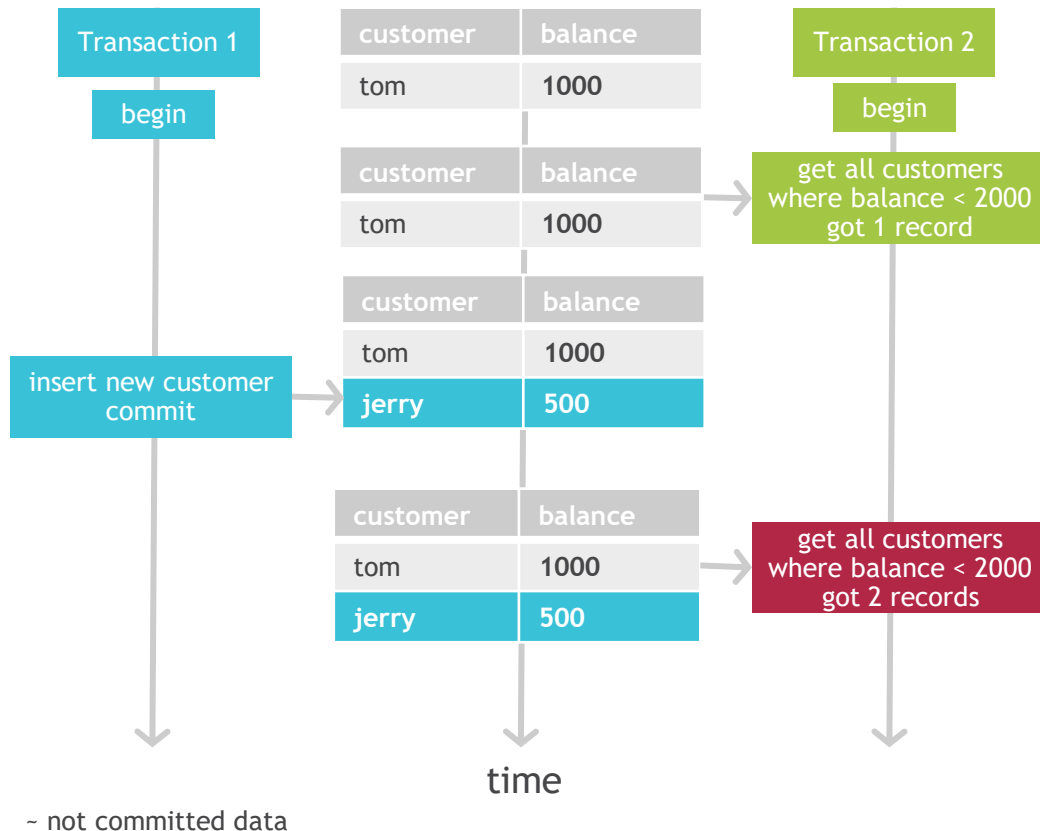 Transaction 1
customer balance
Transaction 2
tom 1000
begin
begin
customer balance
tom 1000
get all customers
where balance < 2000
got 1 record
customer balance
tom 1000
jerry 500
insert new customer
commit
customer balance
tom 1000
jerry 500
get all customers
where balance < 2000
got 2 records
time
~ not committed data